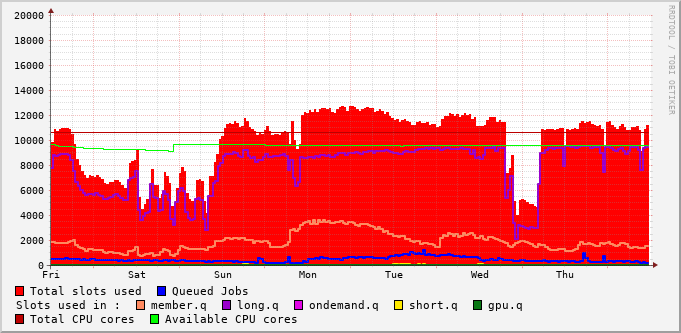 RRDTOOL / TOBI OETIKER
20000
18000
16000
14000
12000
10000
8000
6000
4000
2000
0
Fri Sat Sun Mon Tue Wed Thu
Total slots used Queued Jobs
Slots used in : member.q long.q ondemand.q short.q gpu.q
Total CPU cores Available CPU cores